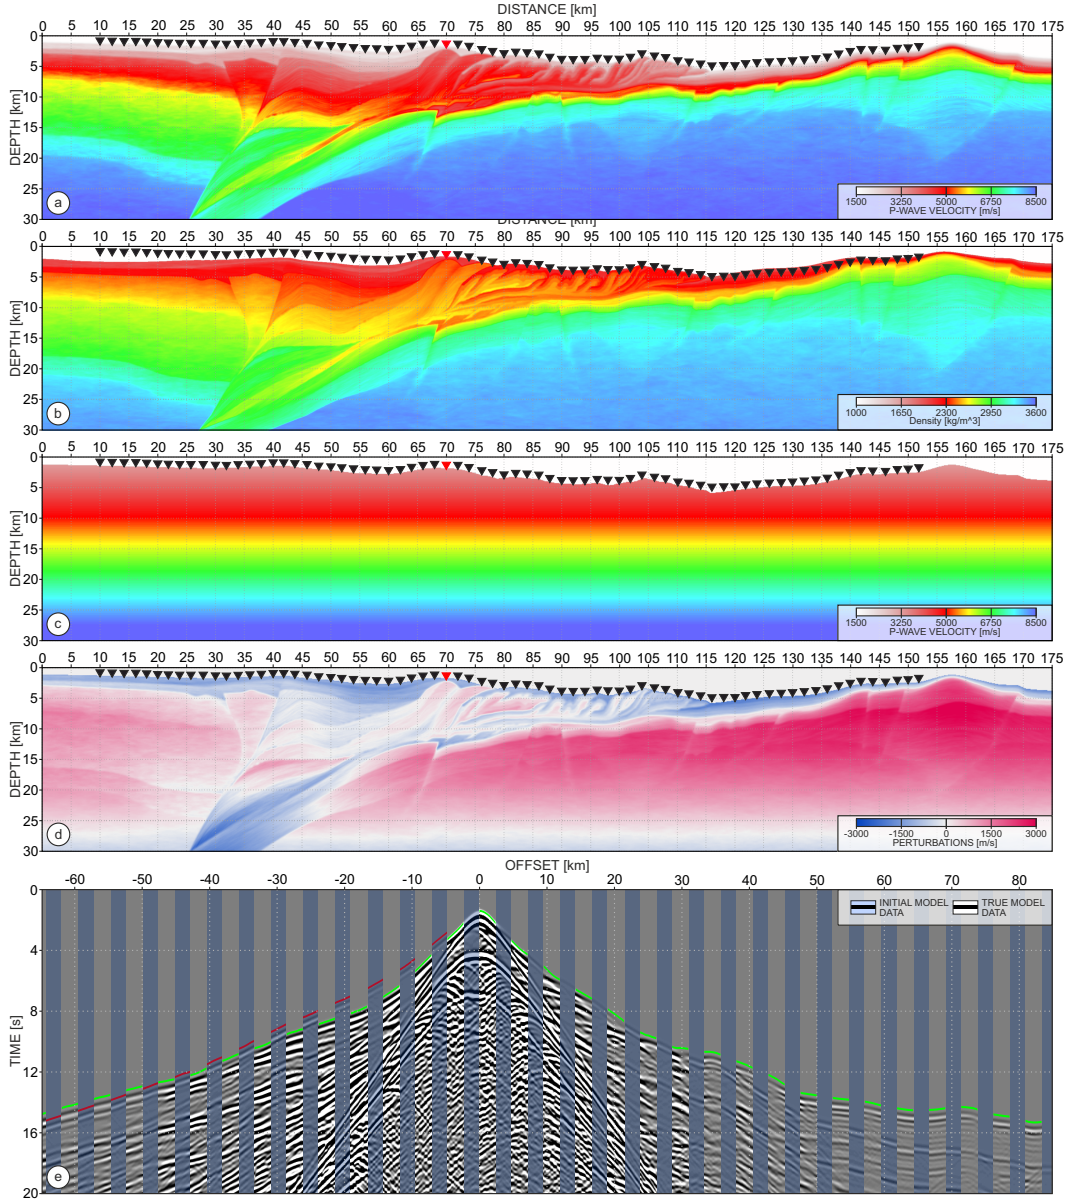 DISTANCE [km]
0 5 10 15 20 25 30 35 40 45 50 55 60 65 70 75 80 85 90 95 100 105 110 115 120 125 130 135 140 145 150 155 160 165 170 175
0
5
10
15
20
25
30
DEPTH [km]
a
1500 3250 5000 6750 8500
P-WAVE VELOCITY [m/s]
DISTANCE [km]
0 5 10 15 20 25 30 35 40 45 50 55 60 65 70 75 80 85 90 95 100 105 110 115 120 125 130 135 140 145 150 155 160 165 170 175
0
5
10
15
20
25
30
DEPTH [km]
b
1000 1650 2300 2950 3600
Density [kg/m^3]
0 5 10 15 20 25 30 35 40 45 50 55 60 65 70 75 80 85 90 95 100 105 110 115 120 125 130 135 140 145 150 155 160 165 170 175
0
5
10
15
20
25
30
DEPTH [km]
c
1500 3250 5000 6750 8500
P-WAVE VELOCITY [m/s]
0 5 10 15 20 25 30 35 40 45 50 55 60 65 70 75 80 85 90 95 100 105 110 115 120 125 130 135 140 145 150 155 160 165 170 175
0
5
10
15
20
25
30
DEPTH [km]
d
-3000 -1500 0 1500 3000
PERTURBATIONS [m/s]
OFFSET [km]
-60 -50 -40 -30 -20 -10 0 10 20 30 40 50 60 70 80
0
4
8
12
16
20
TIME [s]
INITIAL MODEL DATA
TRUE MODEL DATA
e